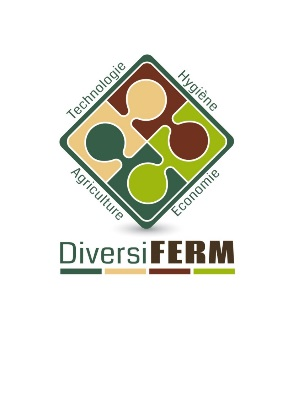 Technologie
Hygiène
Agriculture
Economie
DiversiFERM